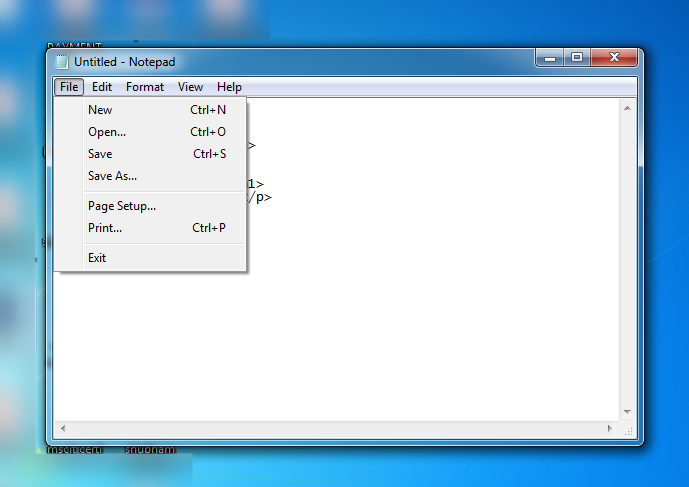 PAYMENT
Untitled - Notepad
File Edit Format View Help
New Ctrl+N
Open... Ctrl+O
>
Save Ctrl+S
Save As...
1>
/p>
Page Setup...
Print... Ctrl+P
Exit
mscit certi shubham